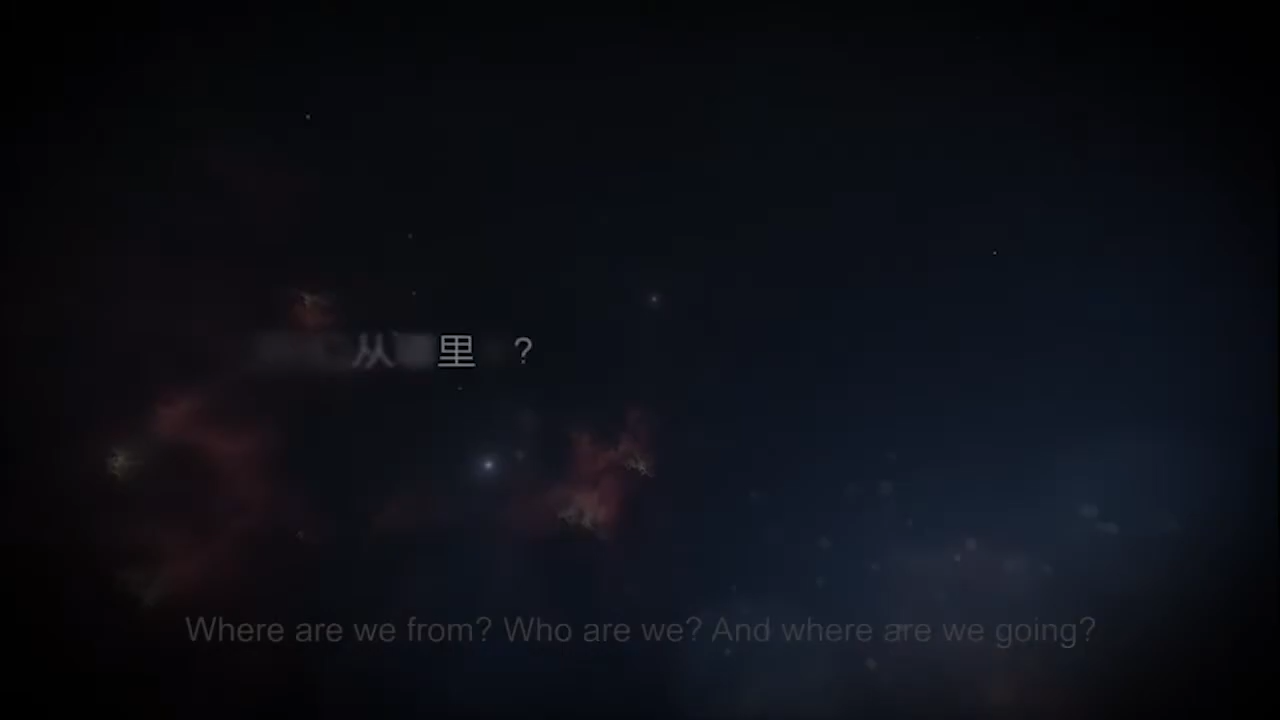 从 里 ?
Where are we from? Who are we? And where are we going?